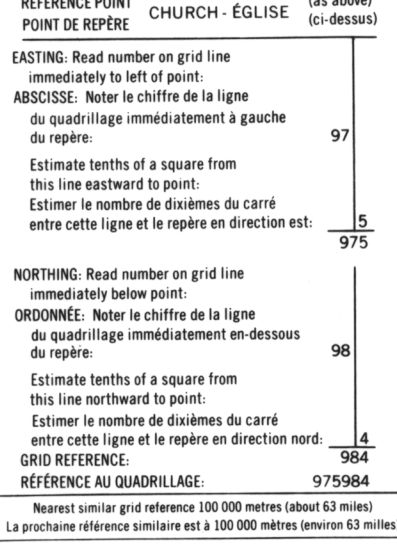 REFERENCE POINT
POINT DE REPÈRE
CHURCH - ÉGLISE
(as above)
(ci-dessus)
EASTING: Read number on grid line
immediately to left of point:
ABSCISSE: Noter le chiffre de la ligne
du quadrillage immédiatement à gauche
du repère: 97
Estimate tenths of a square from
this line eastward to point:
Estimer le nombre de dixièmes du carré
entre cette ligne et le repère en direction est: 5
975
NORTHING: Read number on grid line
immediately below point:
ORDONNÉE: Noter le chiffre de la ligne
du quadrillage immédiatement en-dessous
du repère: 98
Estimate tenths of a square from
this line northward to point:
Estimer le nombre de dixièmes du carré
entre cette ligne et le repère en direction nord: 4
GRID REFERENCE: 984
RÉFÉRENCE AU QUADRILLAGE: 975984
Nearest similar grid reference 100 000 metres (about 63 miles)
La prochaine référence similaire est à 100 000 mètres (environ 63 milles